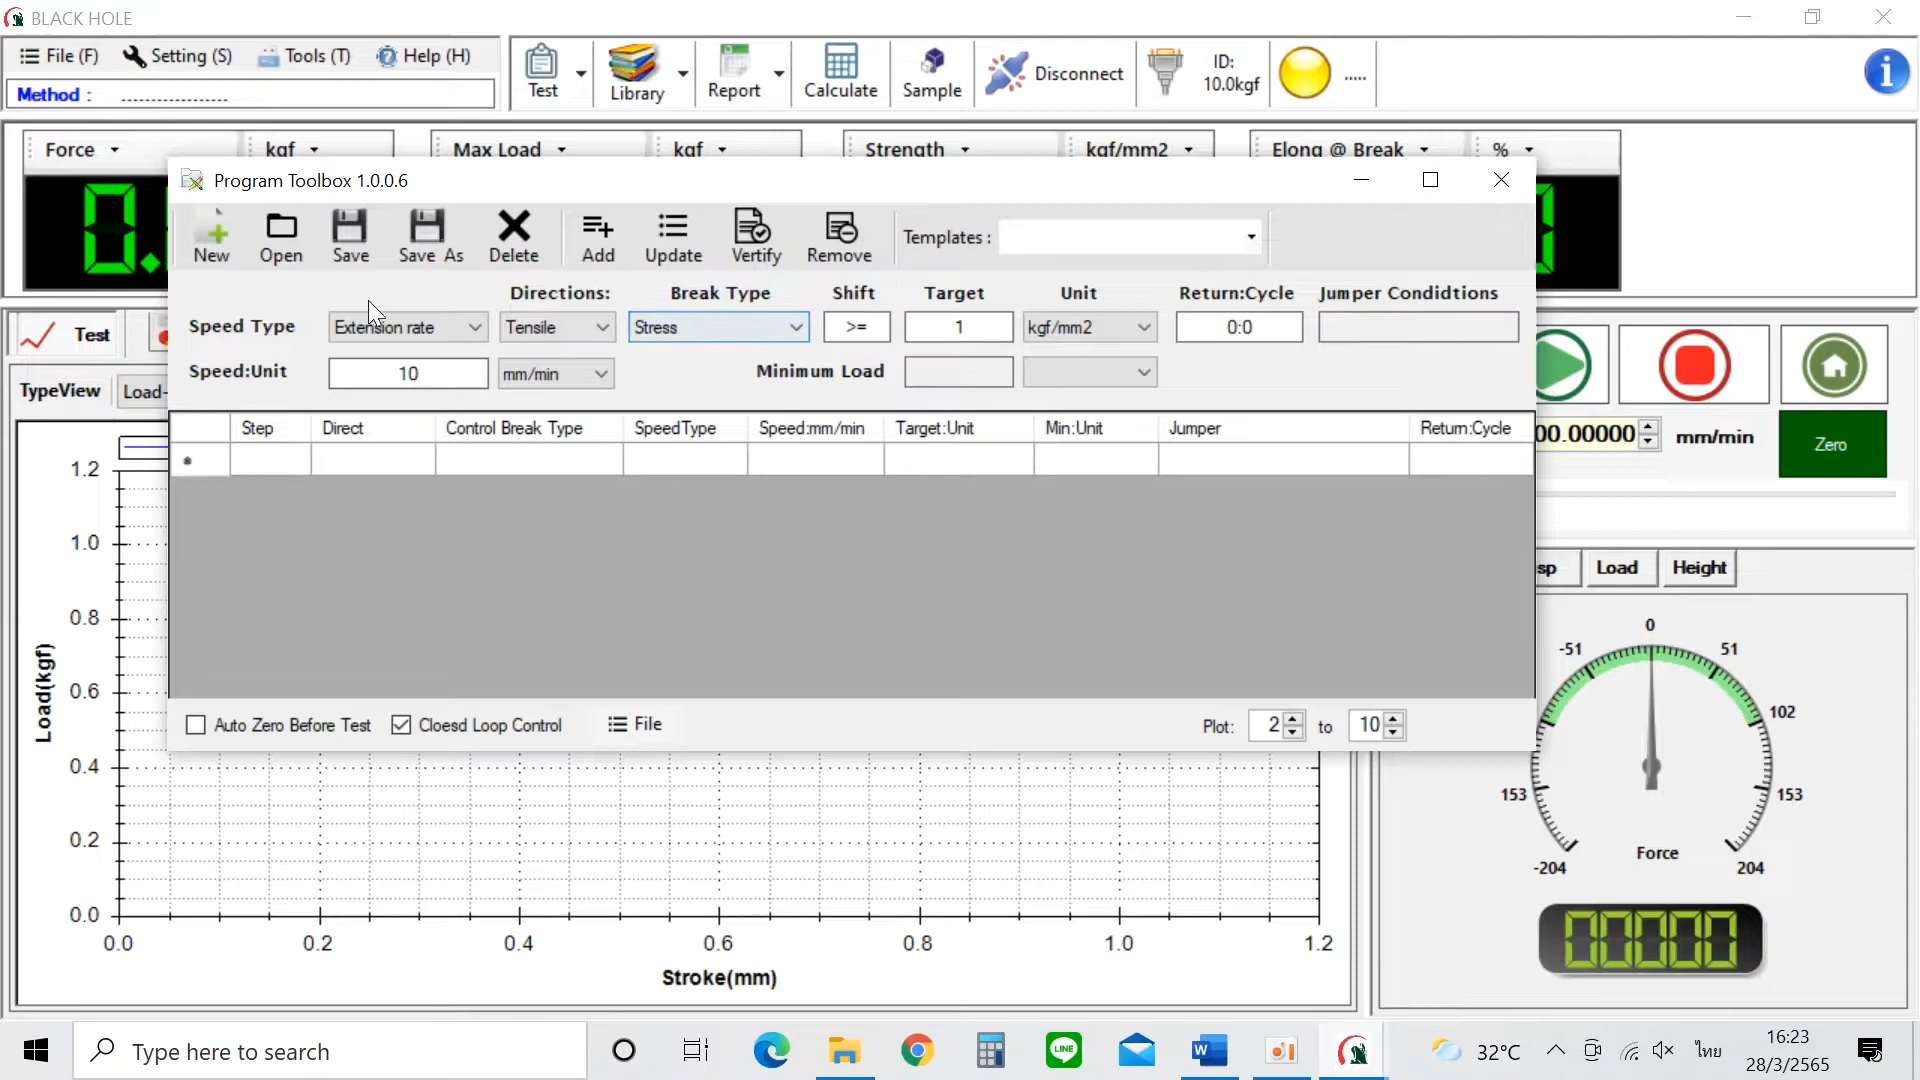 BLACK HOLE
File (F) Setting (S) Tools (T) Help (H)
Method : ------------------
Test Library Report Calculate Sample Disconnect ID: 10.0kgf .....
Force kgf Max Load kgf Strength kgf/mm2 Elong @ Break %
Program Toolbox 1.0.0.6
New Open Save Save As Delete Add Update Vertify Remove Templates :
Directions: Break Type Shift Target Unit Return:Cycle Jumper Condidtions
Speed Type Extension rate Tensile Stress >= 1 kgf/mm2 0:0
Speed:Unit 10 mm/min Minimum Load
Step Direct Control Break Type SpeedType Speed:mm/min Target:Unit Min:Unit Jumper Return:Cycle
*
Auto Zero Before Test Cloesd Loop Control File Plot: 2 to 10
Test
TypeView Load-
00.00000 mm/min Zero
sp Load Height
1.2
1.0
0.8
0.6
0.4
0.2
0.0
Load(kgf)
0.0 0.2 0.4 0.6 0.8 1.0 1.2
Stroke(mm)
0
-51 51
102
153 153
-204 204
Force
00000
Type here to search
LINE
W
32°C ไทย 16:23
28/3/2565